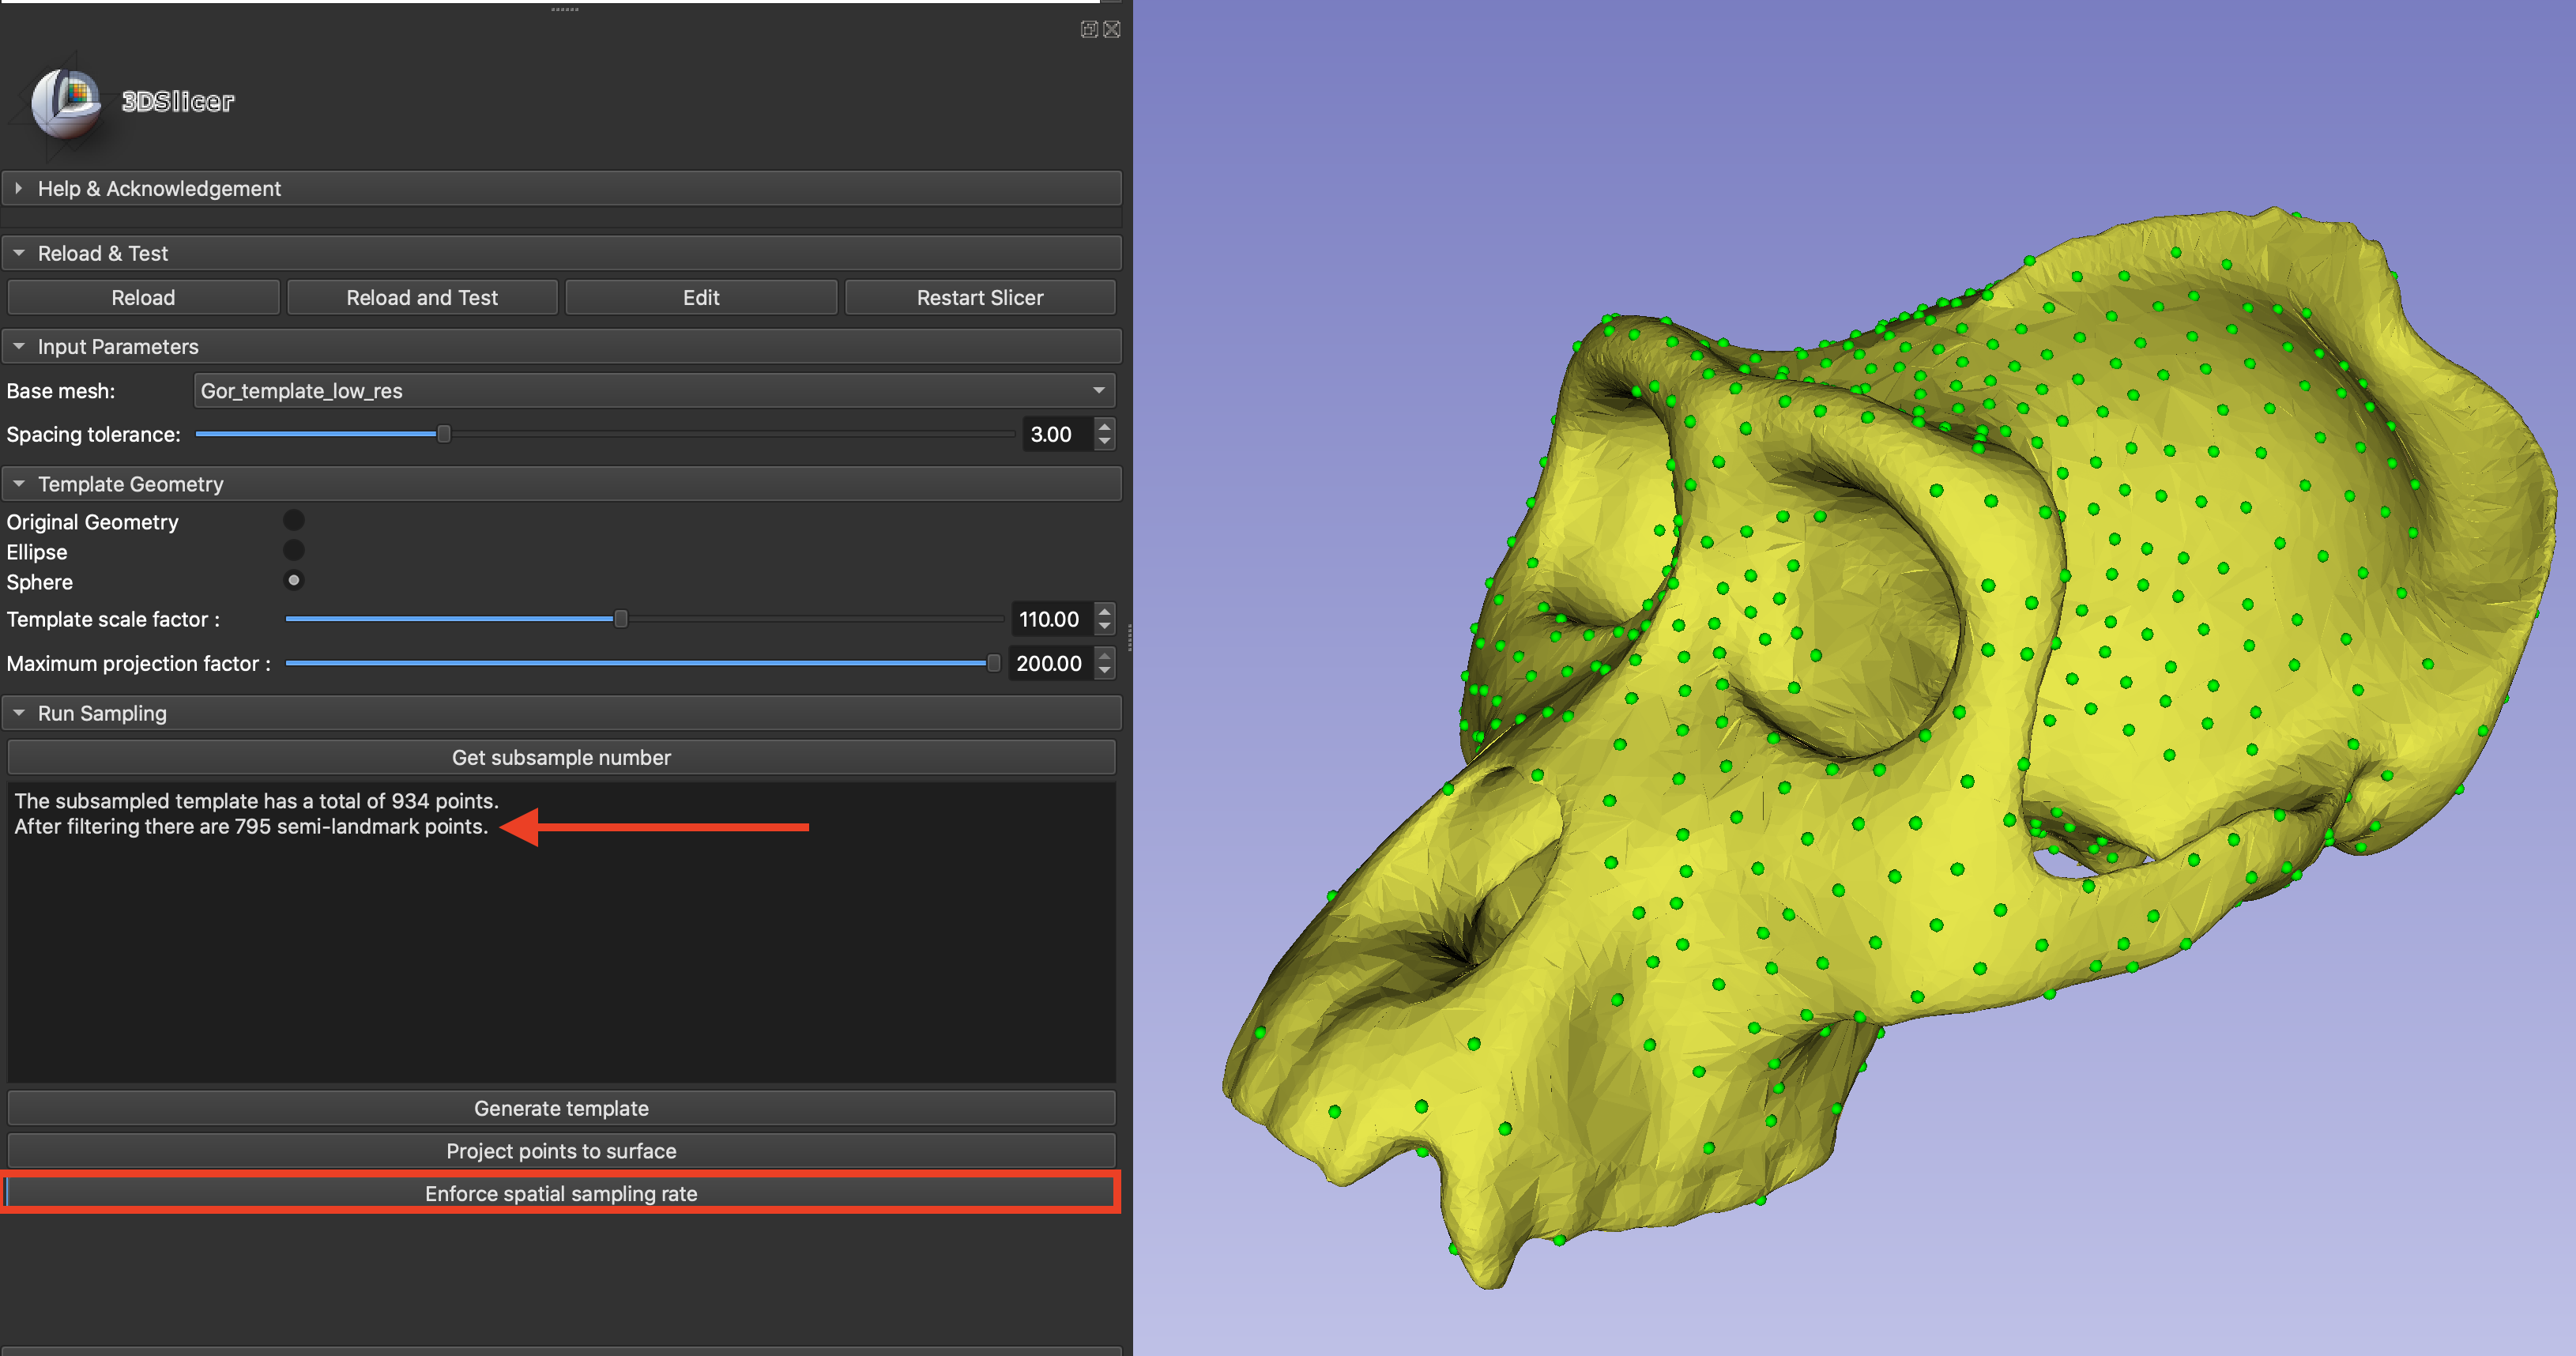 3DSlicer
Help & Acknowledgement
Reload & Test
Reload
Reload and Test
Edit
Restart Slicer
Input Parameters
Base mesh:
Gor_template_low_res
Spacing tolerance:
3.00
Template Geometry
Original Geometry
Ellipse
Sphere
Template scale factor :
110.00
Maximum projection factor :
200.00
Run Sampling
Get subsample number
The subsampled template has a total of 934 points.
After filtering there are 795 semi-landmark points.
Generate template
Project points to surface
Enforce spatial sampling rate